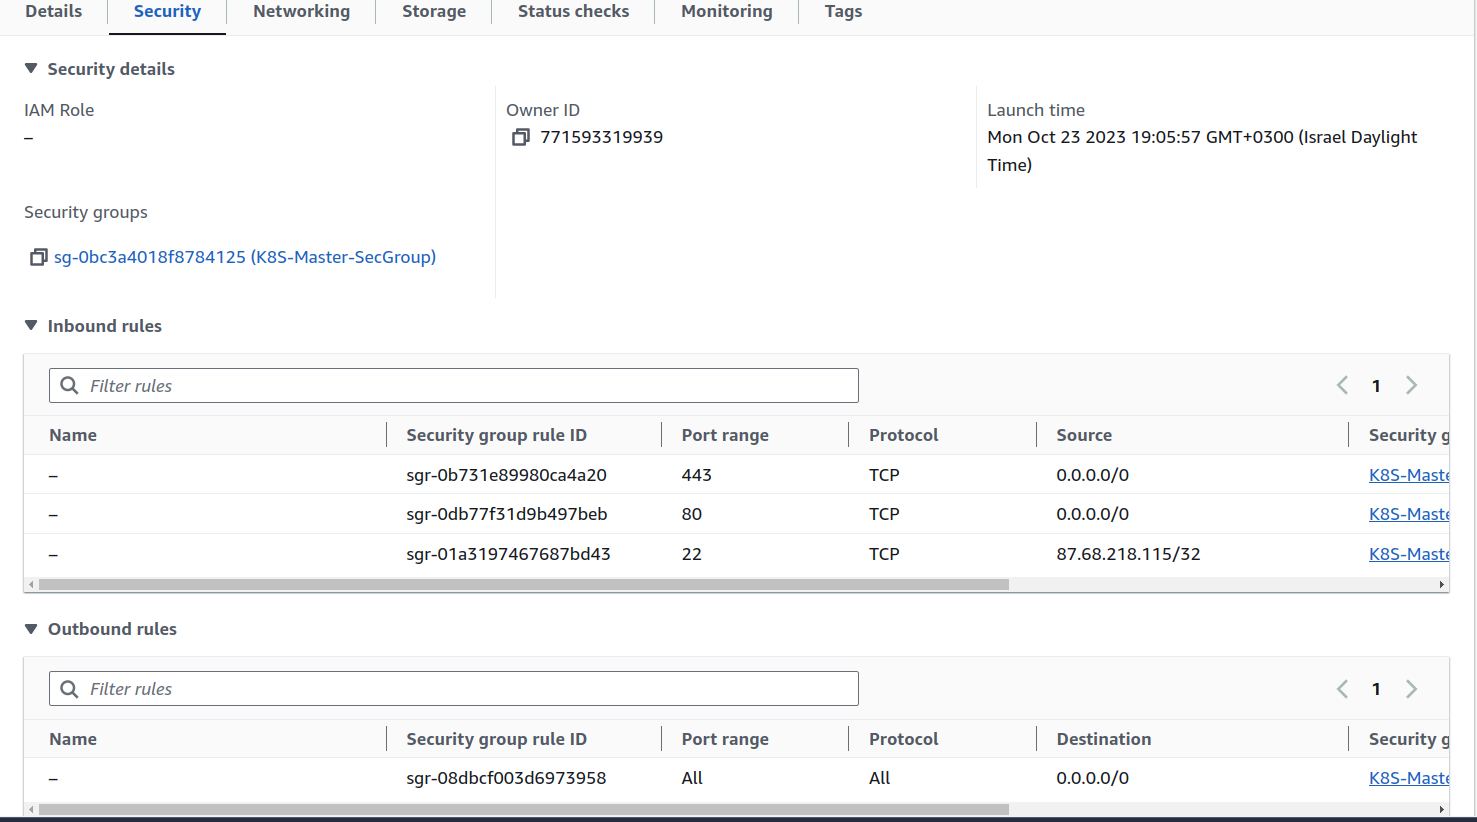 Details Security Networking Storage Status checks Monitoring Tags
Security details
IAM Role
–
Owner ID
771593319939
Launch time
Mon Oct 23 2023 19:05:57 GMT+0300 (Israel Daylight
Time)
Security groups
sg-0bc3a4018f8784125 (K8S-Master-SecGroup)
Inbound rules
Filter rules 1
Name Security group rule ID Port range Protocol Source Security g
– sgr-0b731e89980ca4a20 443 TCP 0.0.0.0/0 K8S-Maste
– sgr-0db77f31d9b497beb 80 TCP 0.0.0.0/0 K8S-Maste
– sgr-01a3197467687bd43 22 TCP 87.68.218.115/32 K8S-Maste
Outbound rules
Filter rules 1
Name Security group rule ID Port range Protocol Destination Security g
– sgr-08dbcf003d6973958 All All 0.0.0.0/0 K8S-Maste